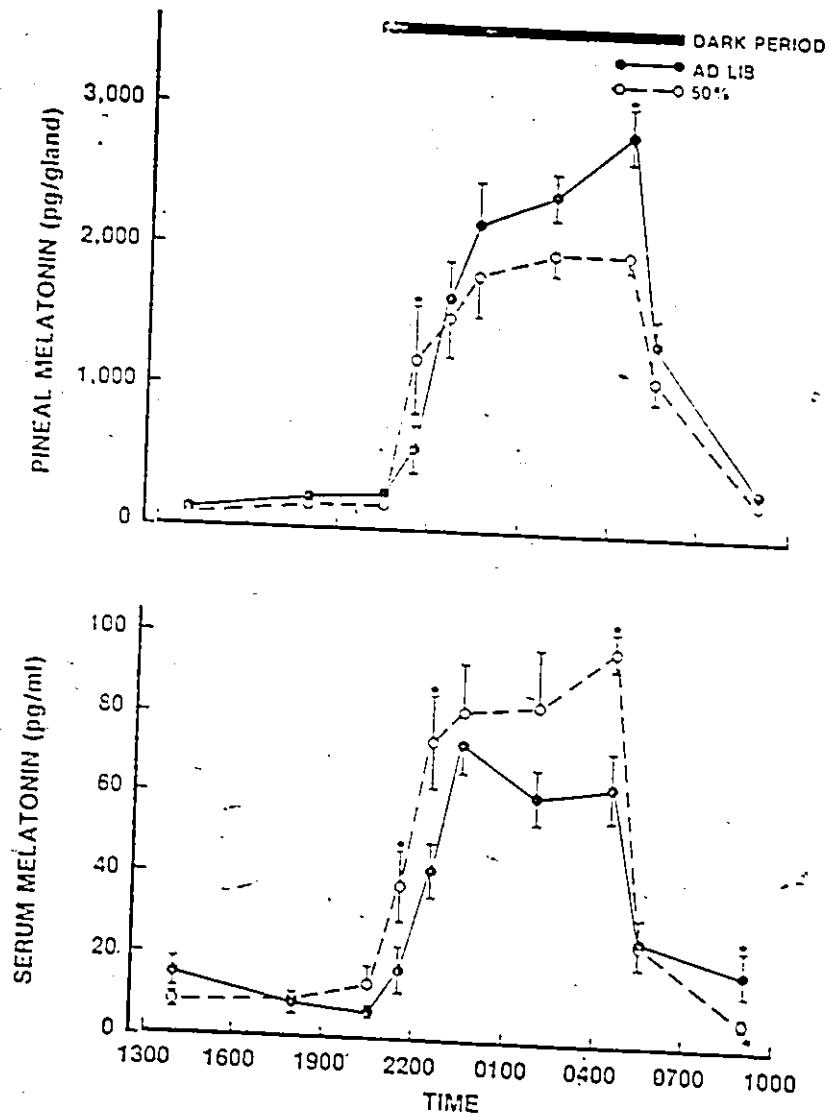 DARK PERIOD
AD LIB
50%
PINEAL MELATONIN (pg/gland)
3,000
2,000
1,000
0
SERUM MELATONIN (pg/ml)
100
80
60
40
20
0
1300 1600 1900 2200 0100 0400 0700 1000
TIME